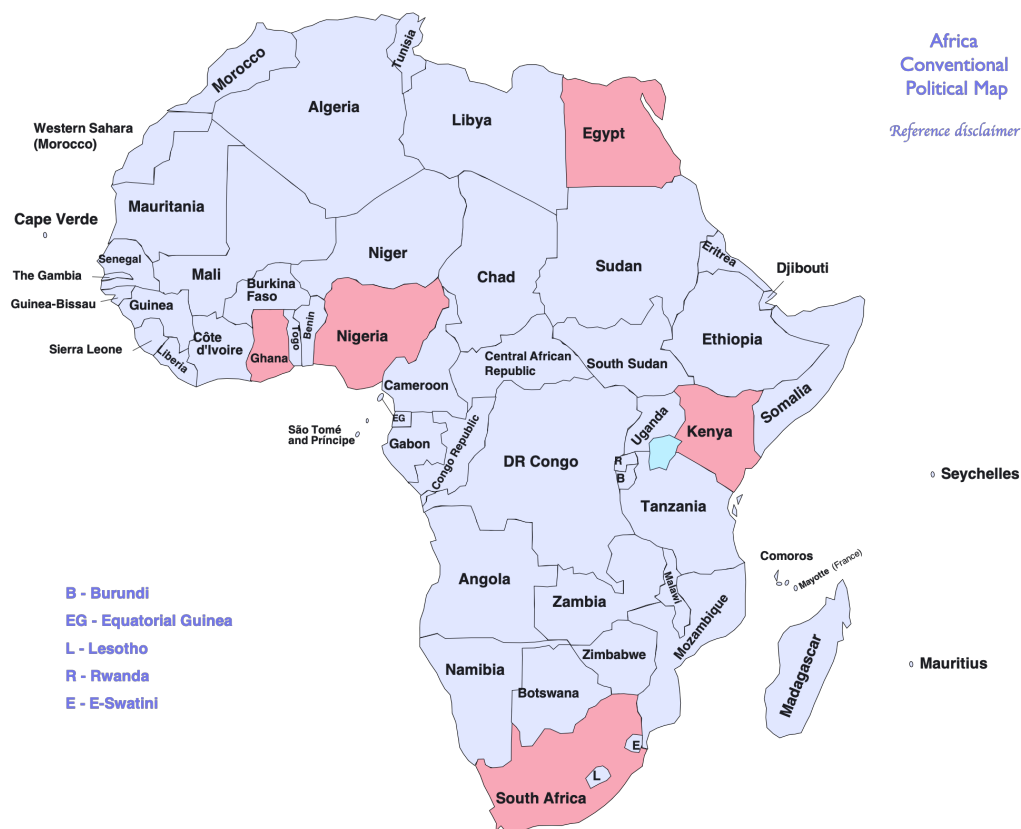 Africa
Conventional
Political Map
Reference disclaimer
Tunisia
Morocco
Algeria
Libya
Egypt
Western Sahara
(Morocco)
Mauritania
Cape Verde
Senegal
The Gambia
Guinea-Bissau
Guinea
Sierra Leone
Liberia
Mali
Burkina
Faso
Côte
d'Ivoire
Ghana
Togo
Benin
Niger
Nigeria
Chad
Sudan
Eritrea
Djibouti
Ethiopia
Somalia
Central African
Republic
South Sudan
Cameroon
EG
São Tomé
and Príncipe
Gabon
Congo Republic
DR Congo
Uganda
Kenya
R
B
Tanzania
Seychelles
Comoros
Mayotte (France)
Angola
Zambia
Malawi
Mozambique
Zimbabwe
Namibia
Botswana
Madagascar
Mauritius
E
L
South Africa
B - Burundi
EG - Equatorial Guinea
L - Lesotho
R - Rwanda
E - E-Swatini